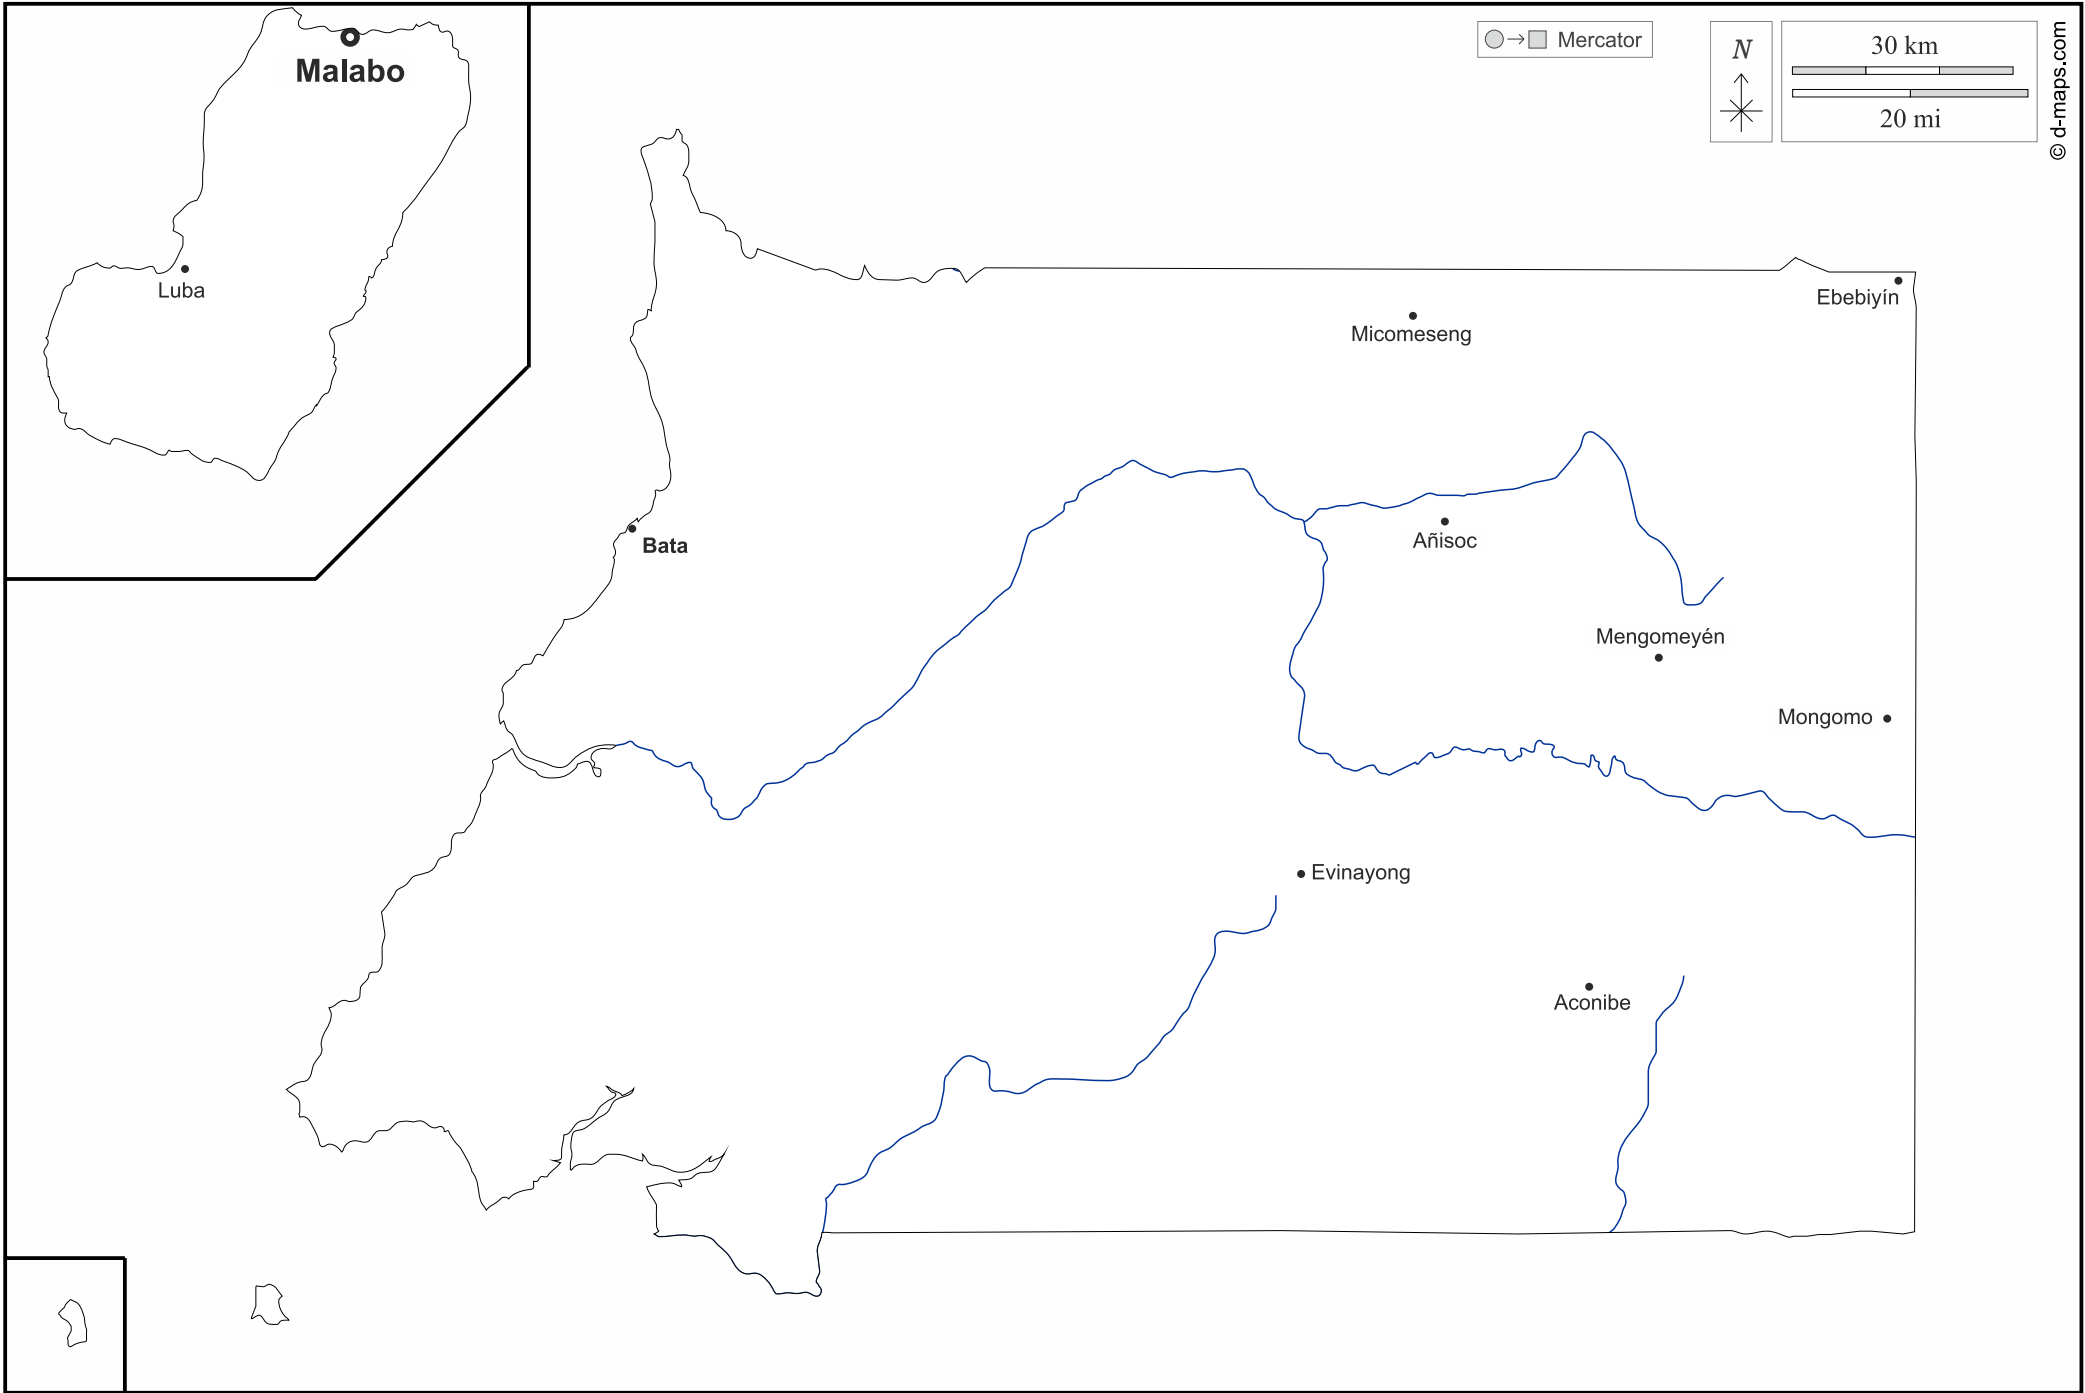 Malabo
Luba
Mercator
N
30 km
20 mi
© d-maps.com
Ebebiyín
Micomeseng
Bata
Añisoc
Mengomeyén
Mongomo
Evinayong
Aconibe